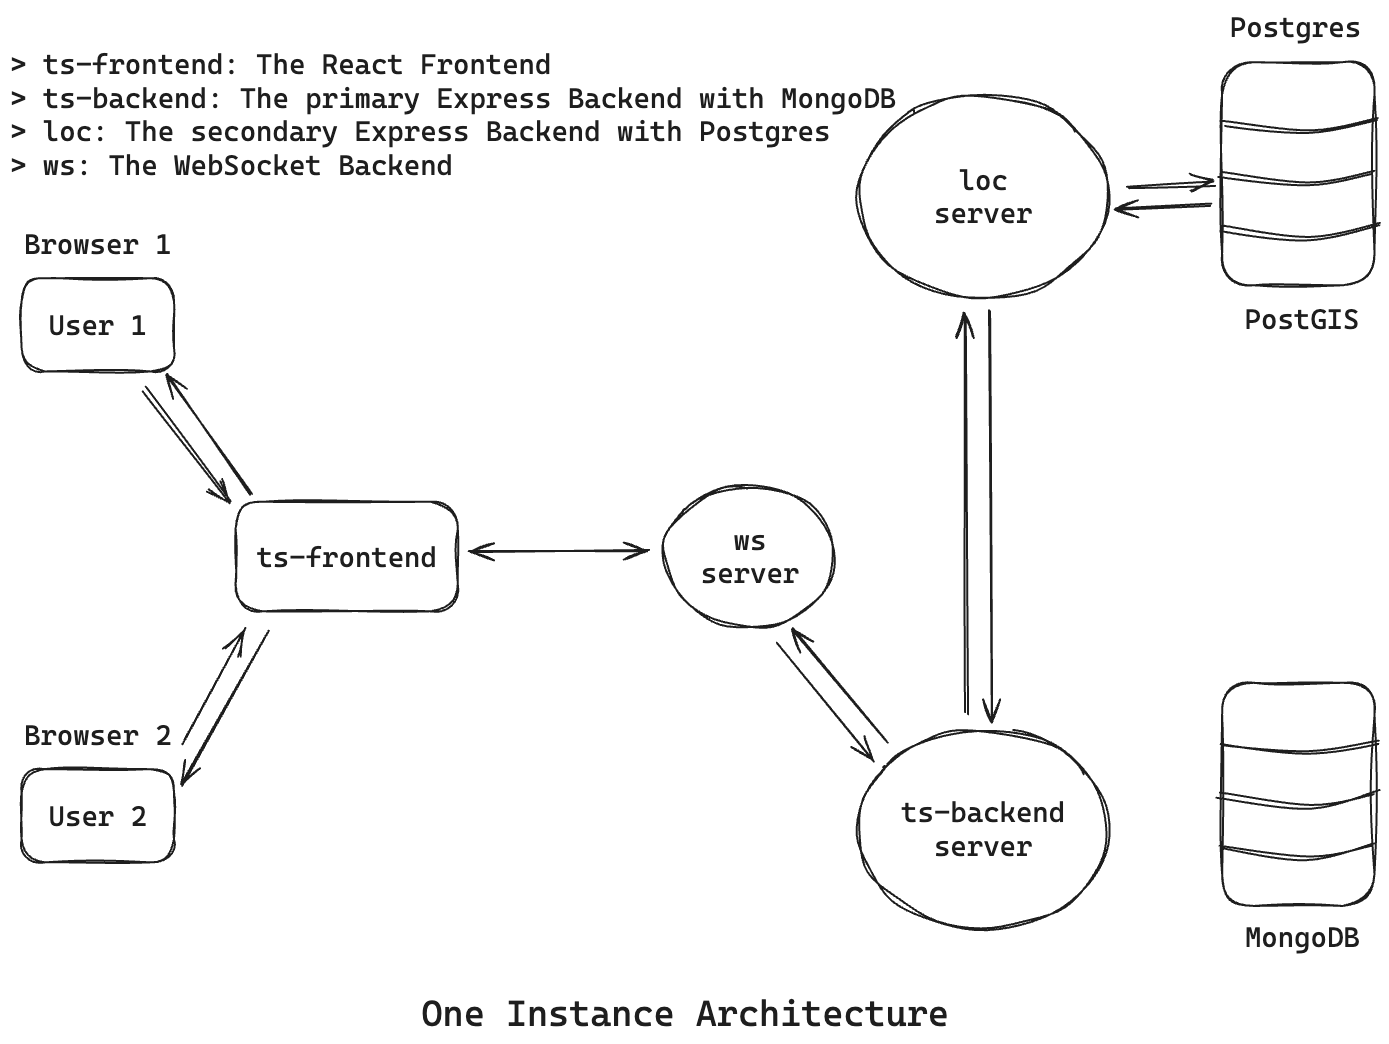 Postgres
> ts-frontend: The React Frontend
> ts-backend: The primary Express Backend with MongoDB
> loc: The secondary Express Backend with Postgres
> ws: The WebSocket Backend
loc
server
Browser 1
User 1
PostGIS
ts-frontend
ws
server
Browser 2
User 2
ts-backend
server
MongoDB
One Instance Architecture